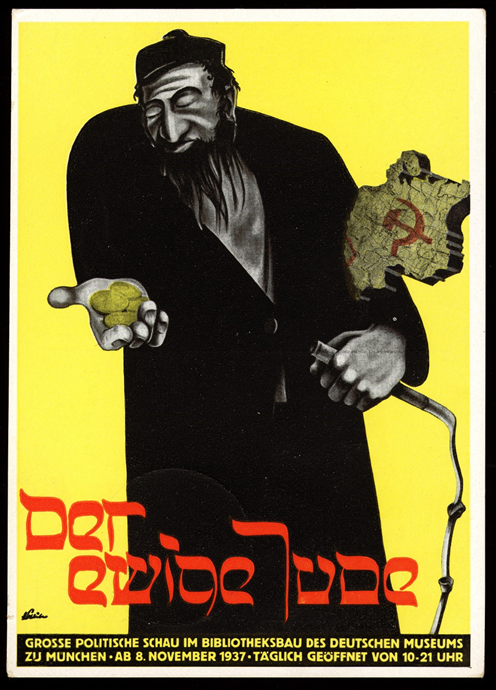 Der
ewige Jude
GROSSE POLITISCHE SCHAU IM BIBLIOTHEKSBAU DES DEUTSCHEN MUSEUMS
ZU MÜNCHEN · AB 8. NOVEMBER 1937 · TÄGLICH GEÖFFNET VON 10-21 UHR